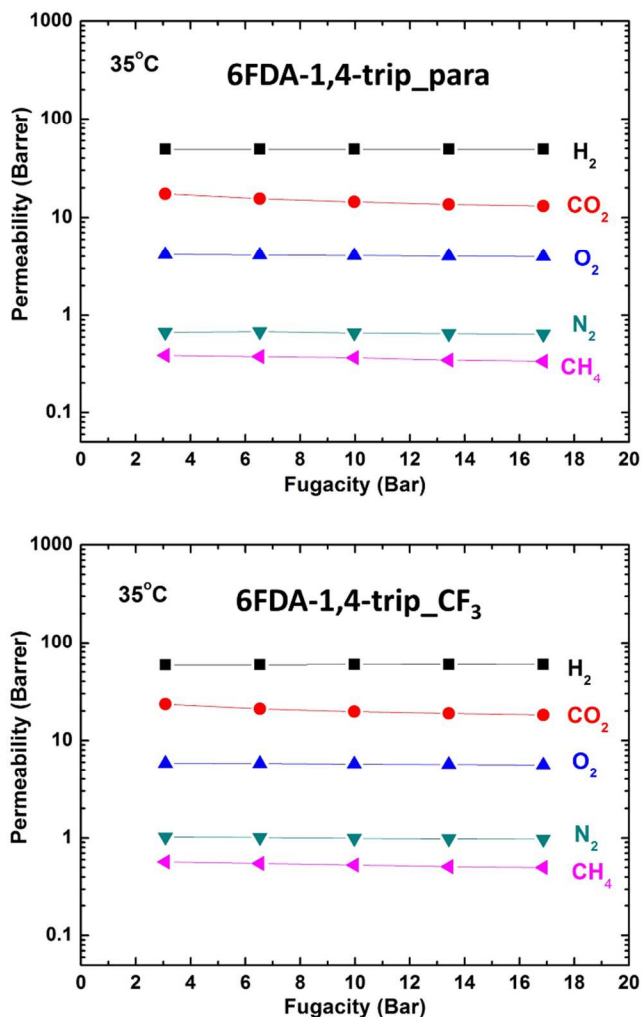 1000
35°C
6FDA-1,4-trip_para
100
H₂
CO₂
10
O₂
1
N₂
CH₄
0.1
Permeability (Barrer)
0 2 4 6 8 10 12 14 16 18 20
Fugacity (Bar)
1000
35°C
6FDA-1,4-trip_CF₃
100
H₂
CO₂
10
O₂
1
N₂
CH₄
0.1
Permeability (Barrer)
0 2 4 6 8 10 12 14 16 18 20
Fugacity (Bar)